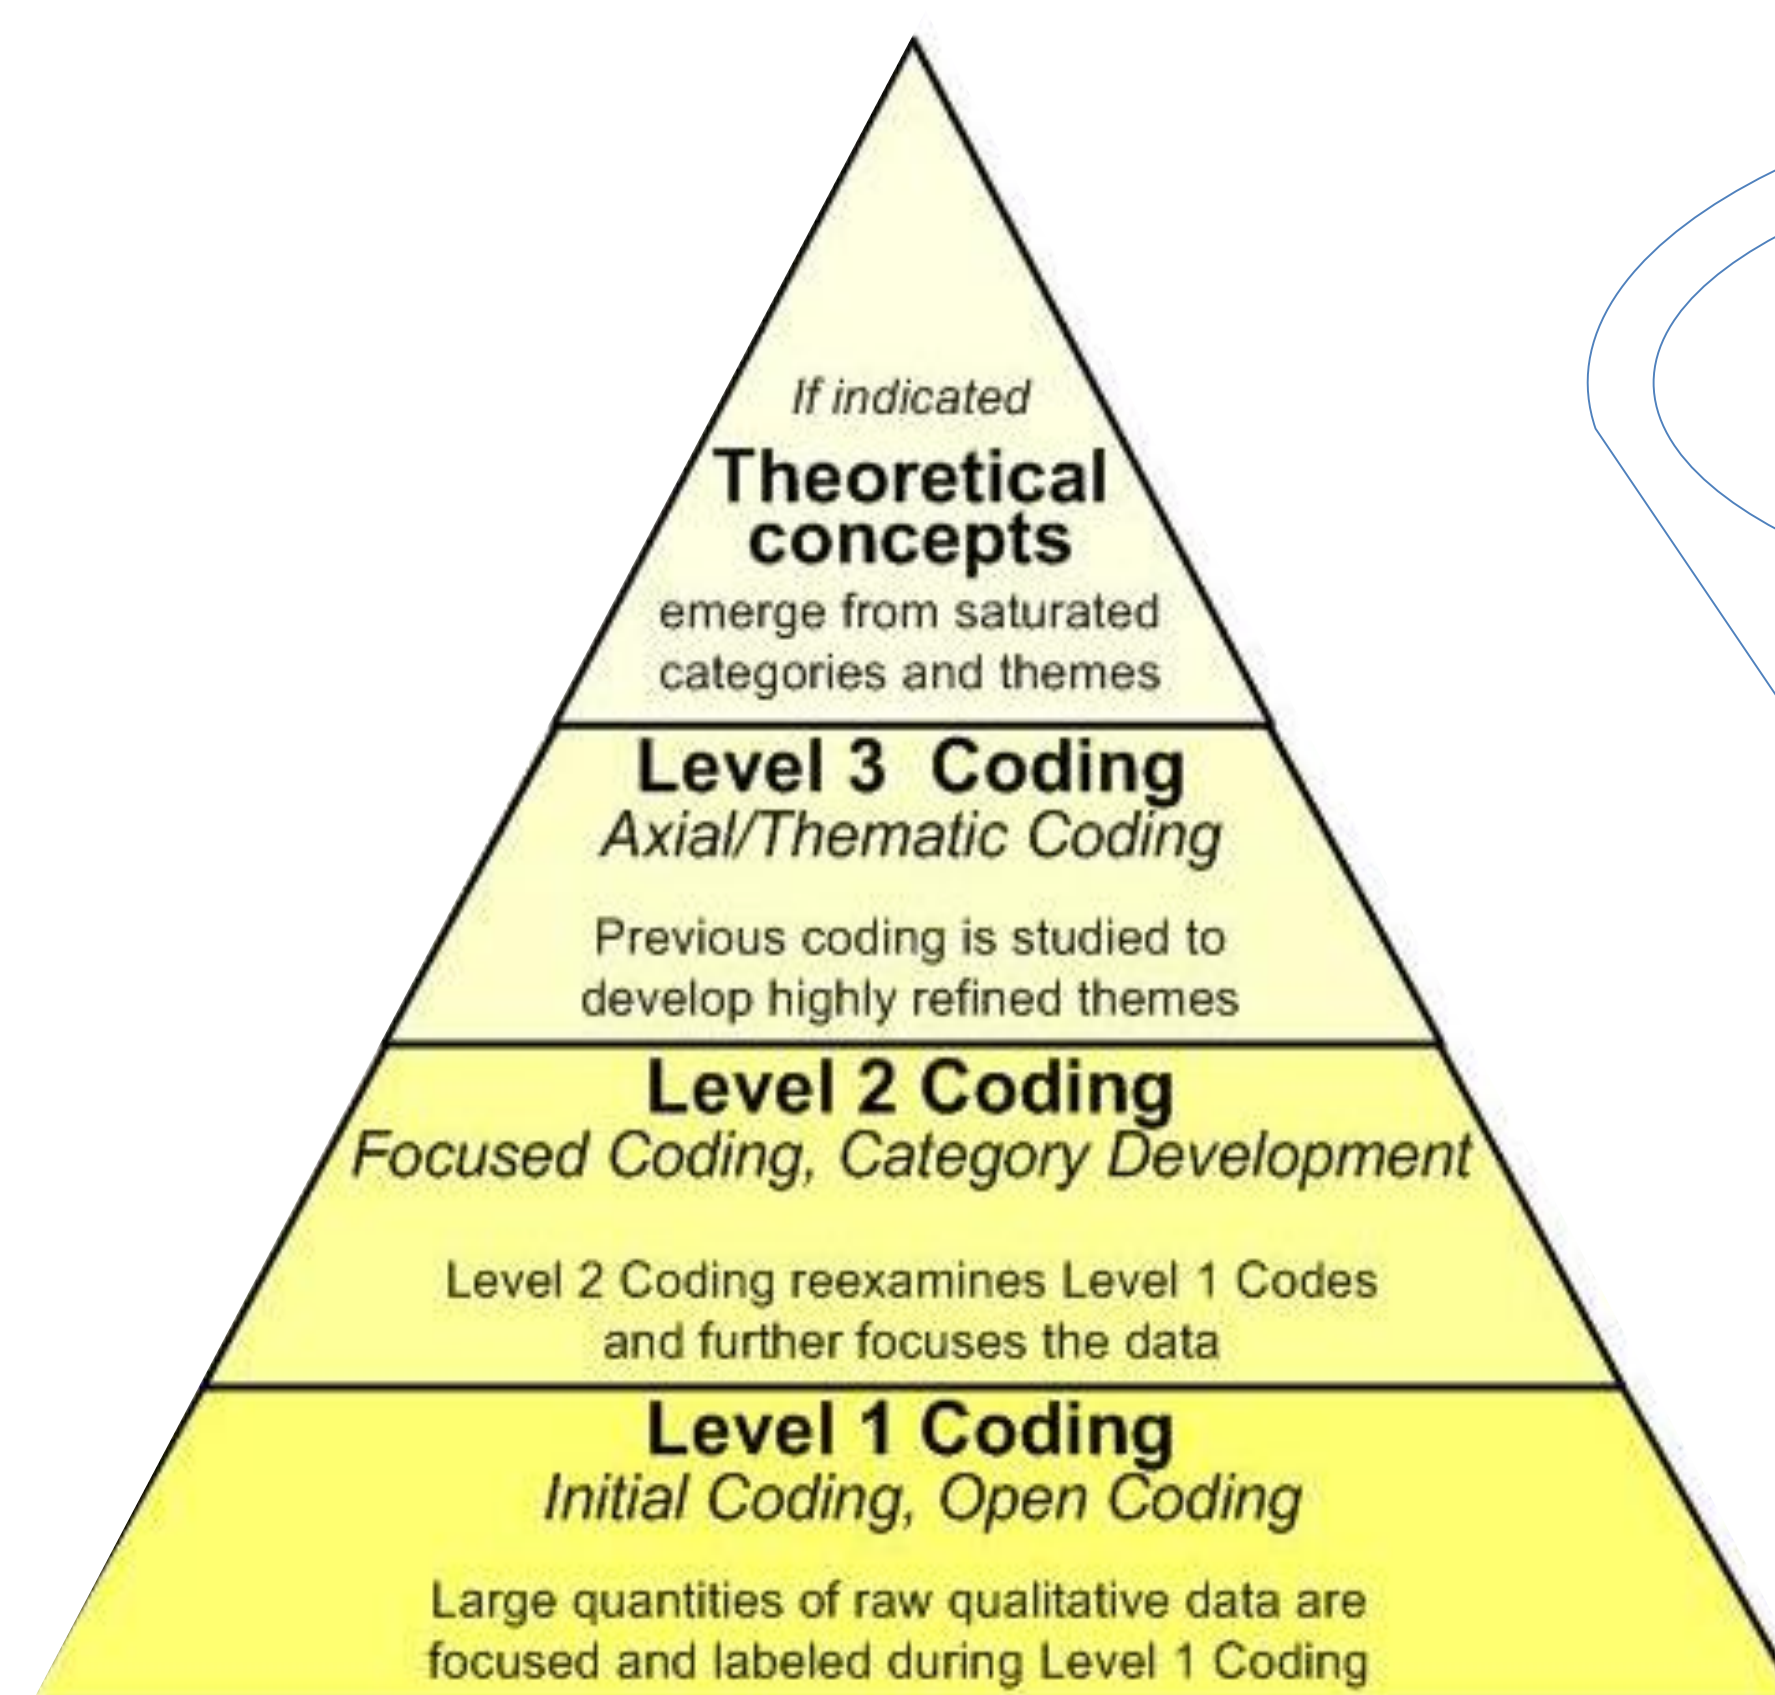 If indicated
Theoretical
concepts
emerge from saturated
categories and themes
Level 3 Coding
Axial/Thematic Coding
Previous coding is studied to
develop highly refined themes
Level 2 Coding
Focused Coding, Category Development
Level 2 Coding reexamines Level 1 Codes
and further focuses the data
Level 1 Coding
Initial Coding, Open Coding
Large quantities of raw qualitative data are
focused and labeled during Level 1 Coding